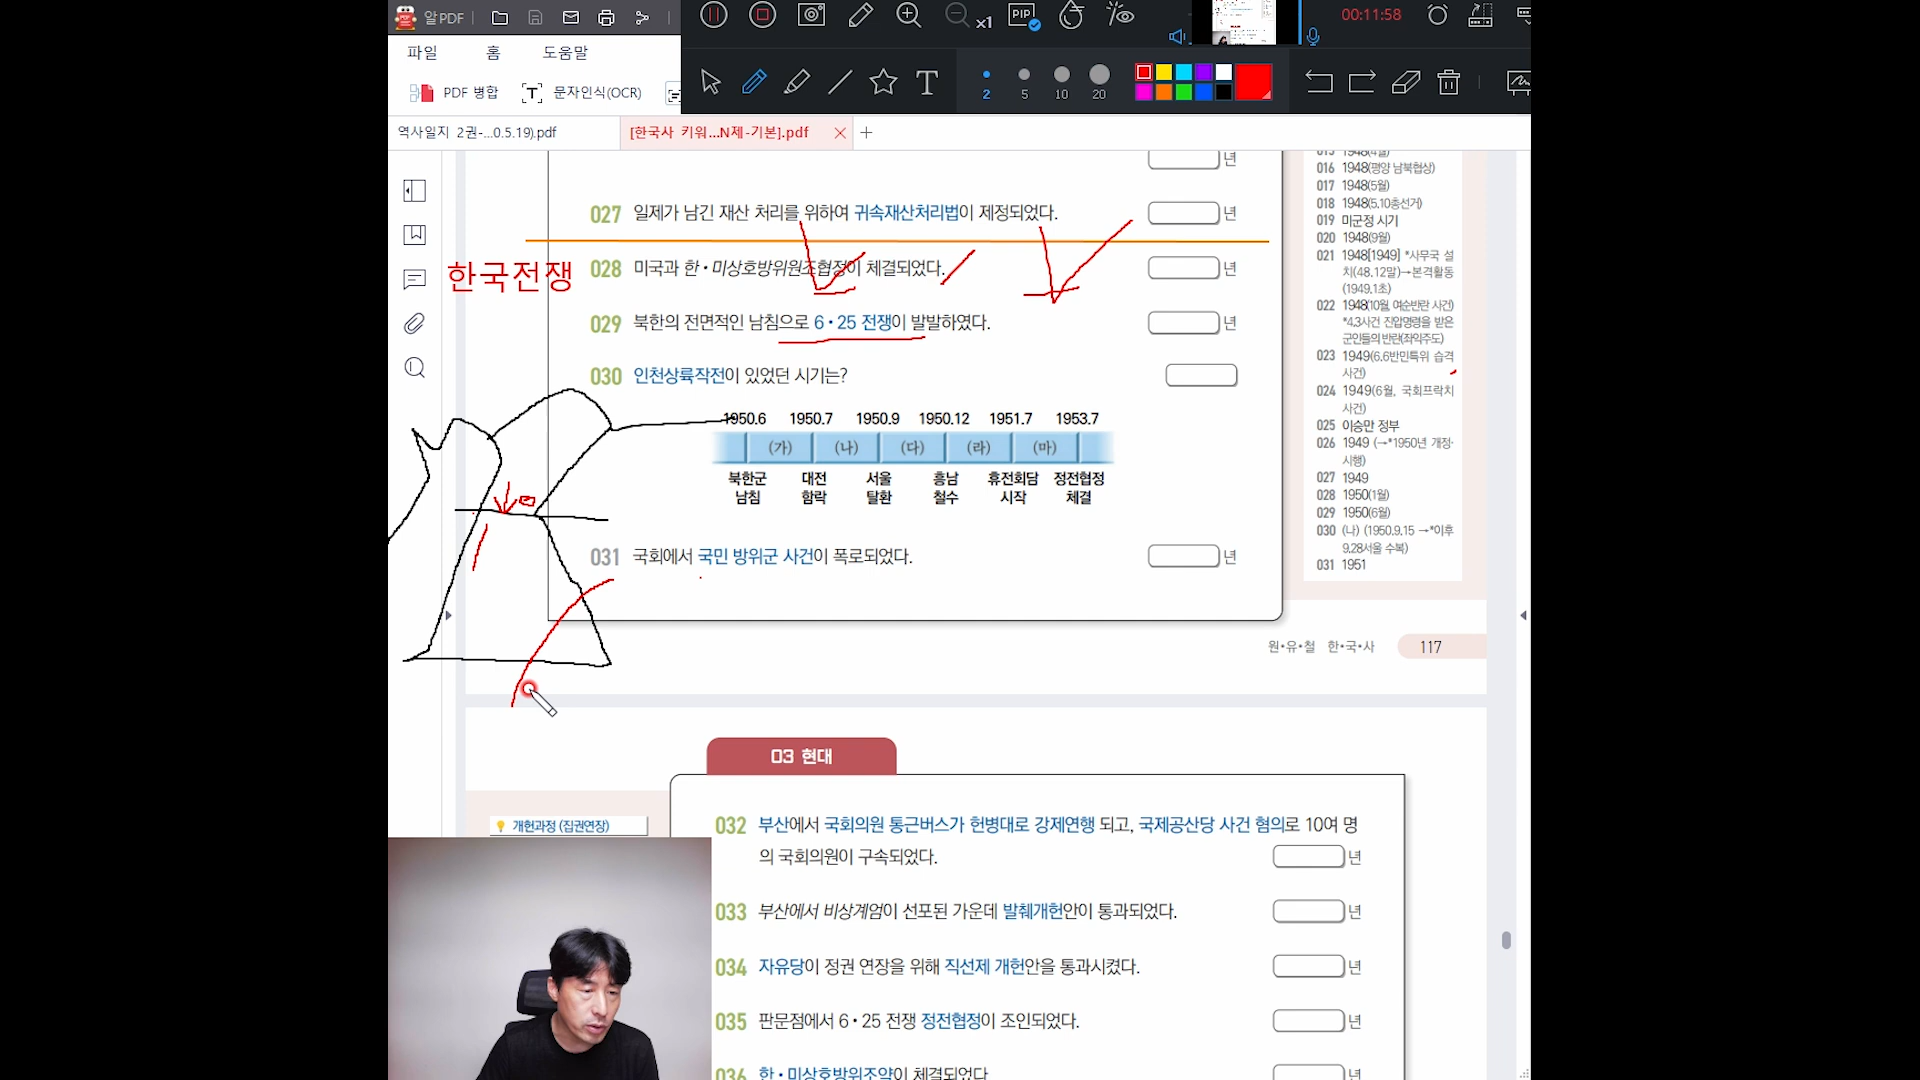 알PDF
x1
PIP
00:11:58
파일 홈 도움말
PDF 병합 문자인식(OCR)
2 5 10 20
역사일지 2권-...0.5.19).pdf
[한국사 키워...N제-기본].pdf
년
027 일제가 남긴 재산 처리를 위하여 귀속재산처리법이 제정되었다. 년
한국전쟁
028 미국과 한·미상호방위원조협정이 체결되었다. 년
029 북한의 전면적인 남침으로 6·25 전쟁이 발발하였다. 년
030 인천상륙작전이 있었던 시기는?
1950.6 1950.7 1950.9 1950.12 1951.7 1953.7
(가) (나) (다) (라) (마)
북한군 남침
대전 함락
서울 탈환
흥남 철수
휴전회담 시작
정전협정 체결
031 국회에서 국민 방위군 사건이 폭로되었다. 년
015 1948(4월)
016 1948(평양 남북협상)
017 1948(5월)
018 1948(5.10총선거)
019 미군정 시기
020 1948(9월)
021 1948[1949] *사무국 설
치(48.12말)→본격활동
(1949.1초)
022 1948(10월, 여순반란 사건)
*4.3사건 진압명령을 받은
군인들의 반란(좌익주도)
023 1949(6.6반민특위 습격
사건)
024 1949(6월, 국회프락치
사건)
025 이승만 정부
026 1949 (→*1950년 개정·
시행)
027 1949
028 1950(1월)
029 1950(6월)
030 (나) (1950.9.15 →*이후
9.28서울 수복)
031 1951
원·유·철 한·국·사 117
03 현대
개헌과정 (집권연장)
032 부산에서 국회의원 통근버스가 헌병대로 강제연행 되고, 국제공산당 사건 혐의로 10여 명
의 국회의원이 구속되었다. 년
033 부산에서 비상계엄이 선포된 가운데 발췌개헌안이 통과되었다. 년
034 자유당이 정권 연장을 위해 직선제 개헌안을 통과시켰다. 년
035 판문점에서 6·25 전쟁 정전협정이 조인되었다. 년
036 한·미상호방위조약이 체결되었다 년